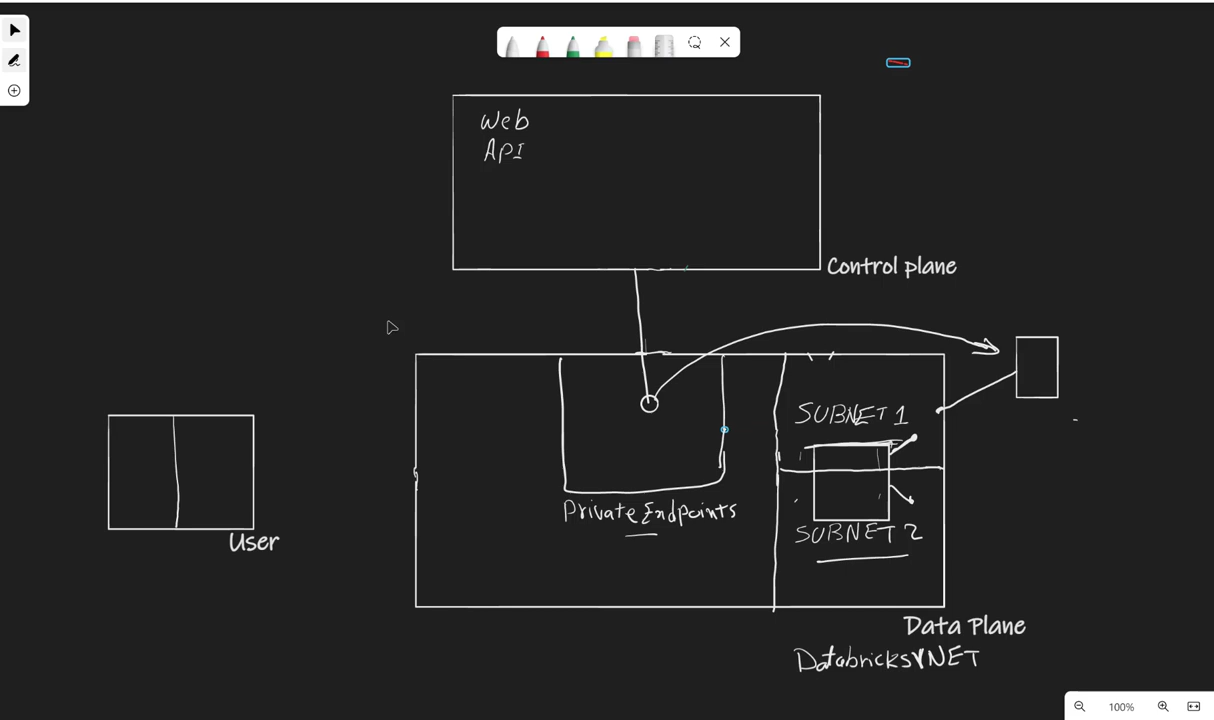 Web
API
Control plane
SUBNET 1
Private Endpoints
SUBNET 2
User
Data Plane
DatabricksVNET
100%